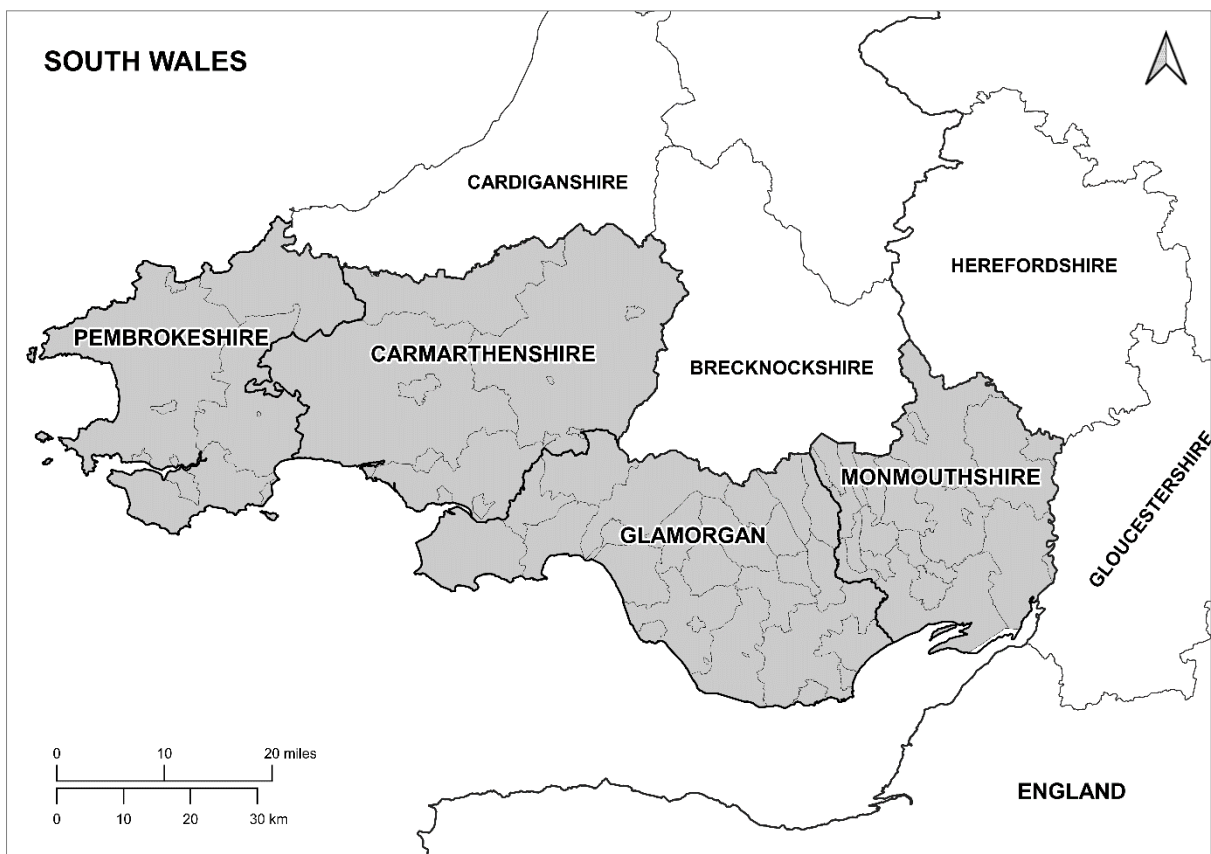 SOUTH WALES
CARDIGANSHIRE
HEREFORDSHIRE
PEMBROKESHIRE
CARMARTHENSHIRE
BRECKNOCKSHIRE
MONMOUTHSHIRE
GLAMORGAN
GLOUCESTERSHIRE
0 10 20 miles
0 10 20 30 km
ENGLAND